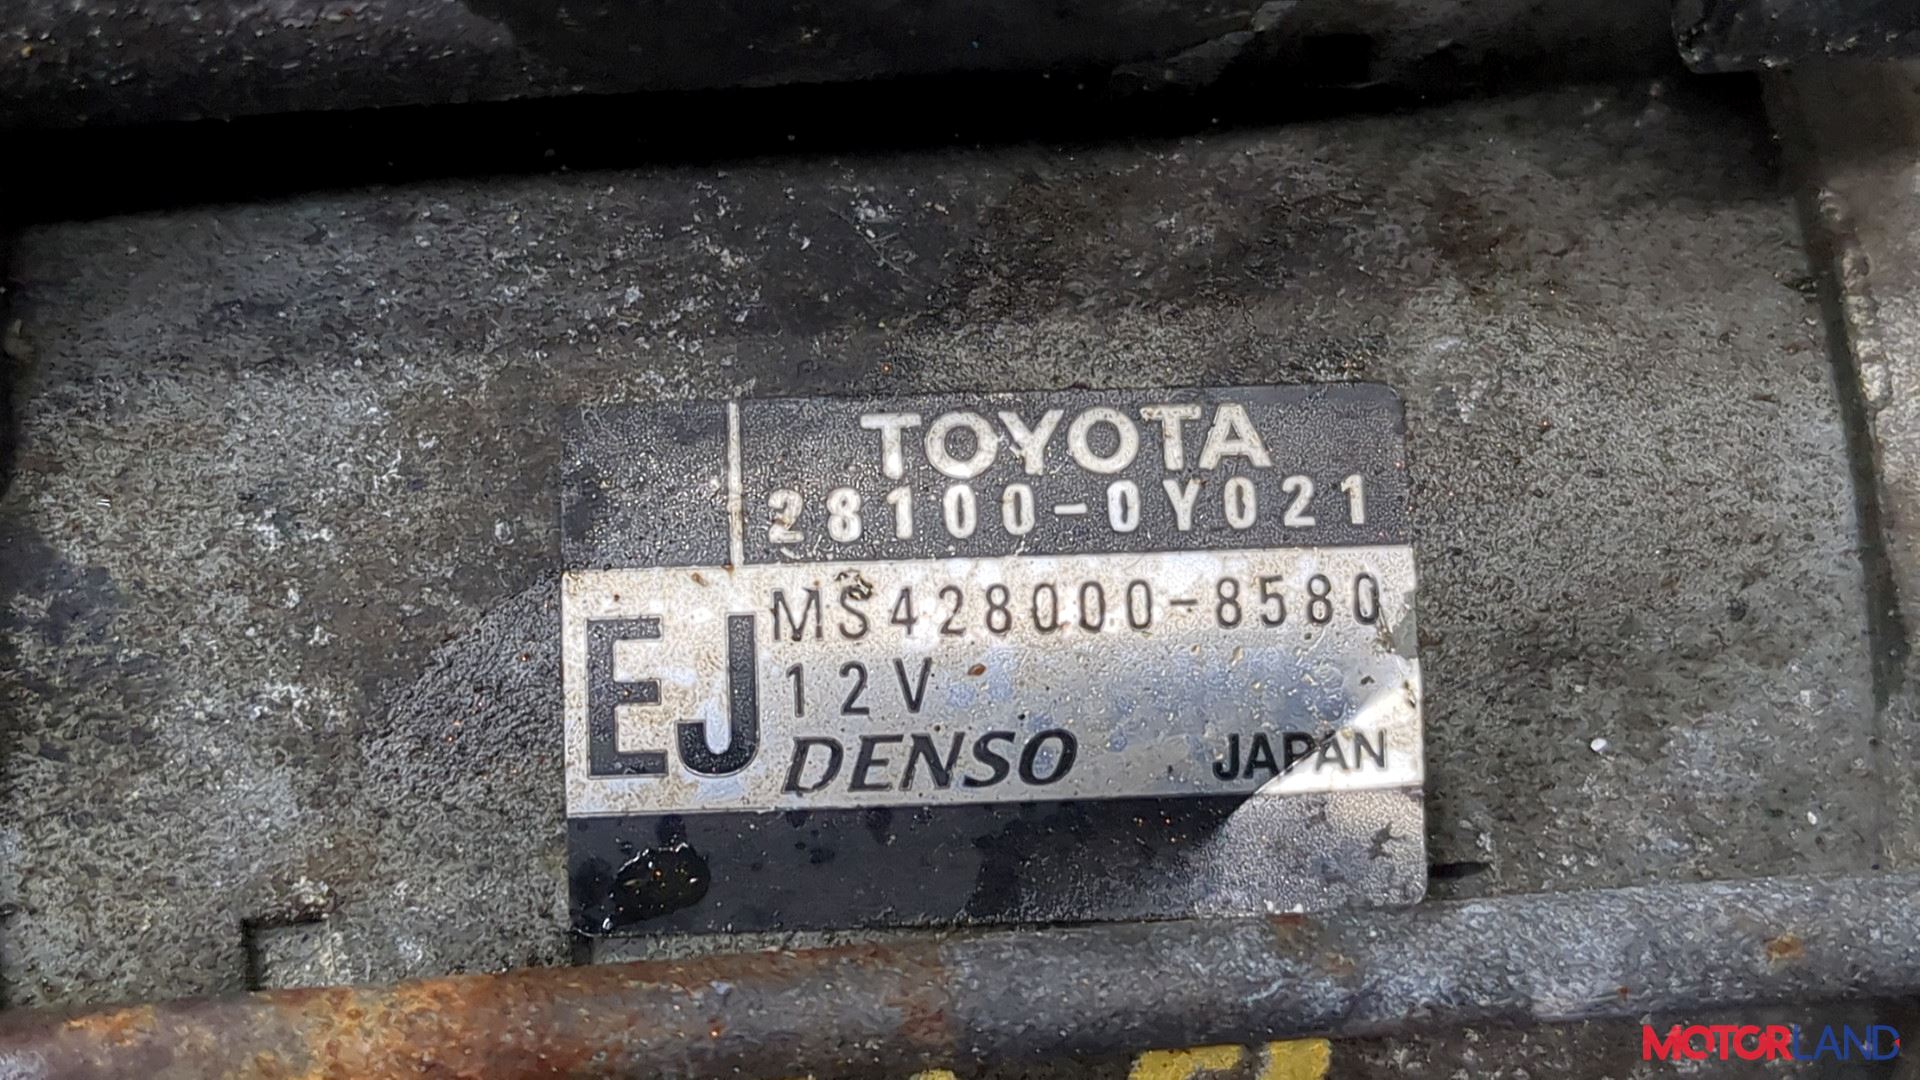 TOYOTA
28100-0Y021
EJ
MS428000-8580
12V
DENSO JAPAN
MOTORLAND